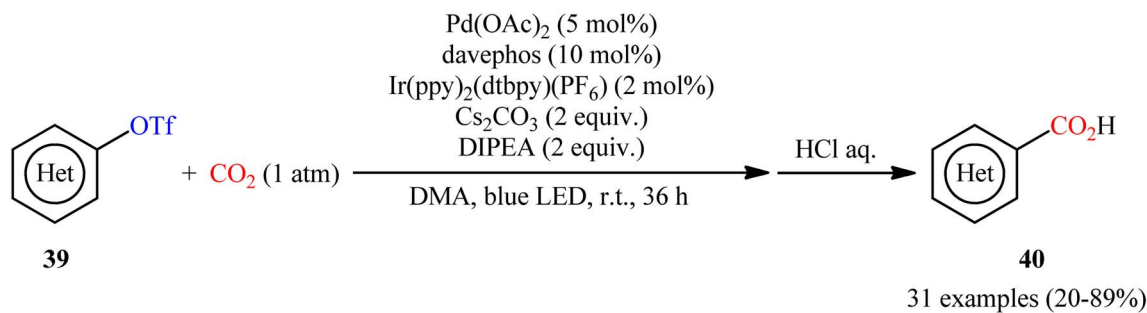 Pd(OAc)2 (5 mol%)
davephos (10 mol%)
Ir(ppy)2(dtbpy)(PF6) (2 mol%)
Cs2CO3 (2 equiv.)
DIPEA (2 equiv.)
OTf
Het
+ CO2 (1 atm)
DMA, blue LED, r.t., 36 h
HCl aq.
CO2H
Het
39
40
31 examples (20-89%)